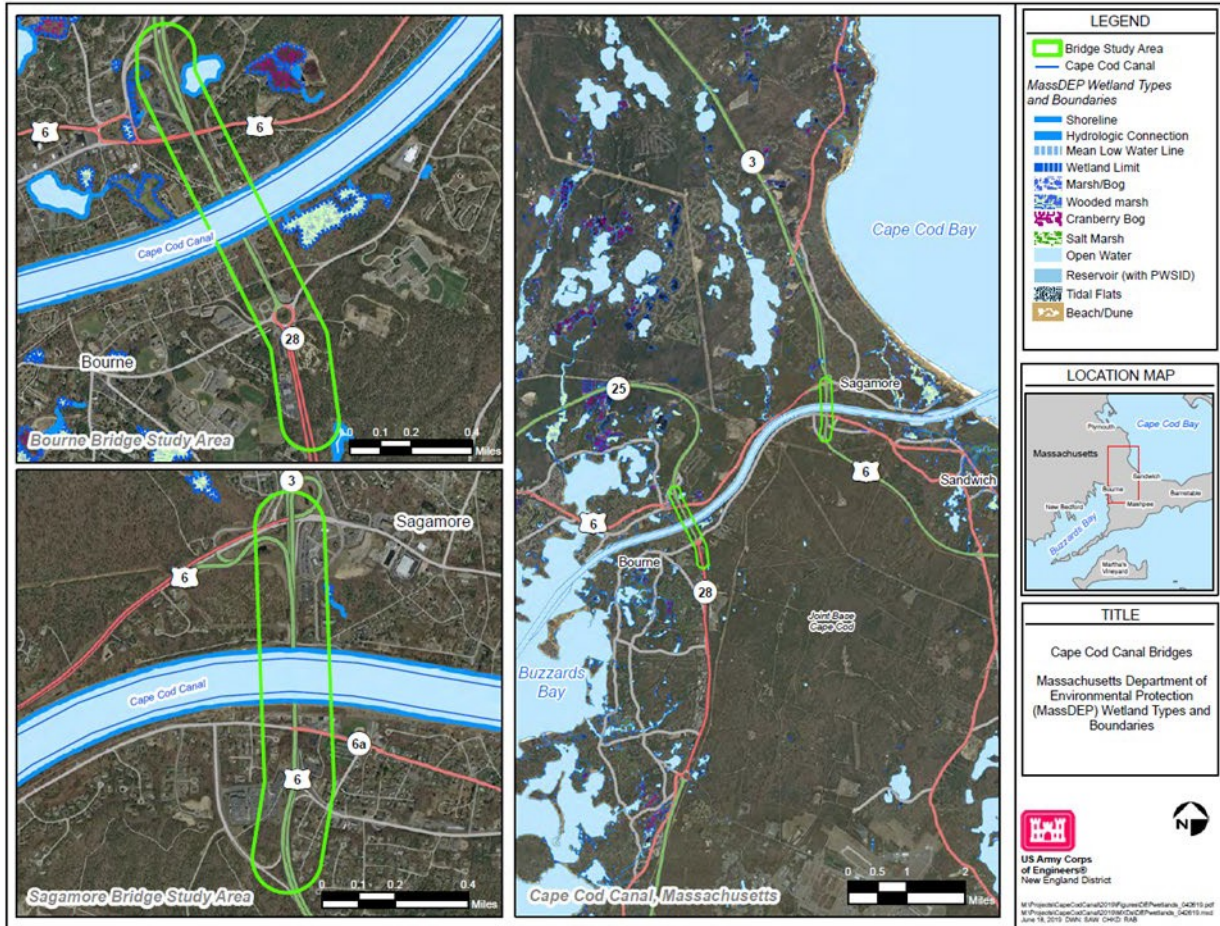 6
6
Cape Cod Canal
28
Bourne
Bourne Bridge Study Area
0 0.1 0.2 0.4
Miles
3
Sagamore
6
Cape Cod Canal
6a
6
Sagamore Bridge Study Area
0 0.1 0.2 0.4
Miles
3
Cape Cod Bay
25
Sagamore
6
Sandwich
6
Bourne
28
Joint Base
Cape Cod
Buzzards
Bay
Cape Cod Canal, Massachusetts
0 0.5 1 2
Miles
LEGEND
Bridge Study Area
Cape Cod Canal
MassDEP Wetland Types
and Boundaries
Shoreline
Hydrologic Connection
Mean Low Water Line
Wetland Limit
Marsh/Bog
Wooded marsh
Cranberry Bog
Salt Marsh
Open Water
Reservoir (with PWSID)
Tidal Flats
Beach/Dune
LOCATION MAP
Plymouth
Cape Cod Bay
Massachusetts
Sandwich
Bourne
Barnstable
New Bedford
Mashpee
Buzzards Bay
Martha's
Vineyard
TITLE
Cape Cod Canal Bridges
Massachusetts Department of
Environmental Protection
(MassDEP) Wetland Types and
Boundaries
N
US Army Corps
of Engineers®
New England District
June 18, 2019 DWN: SAW CHKD: RAB